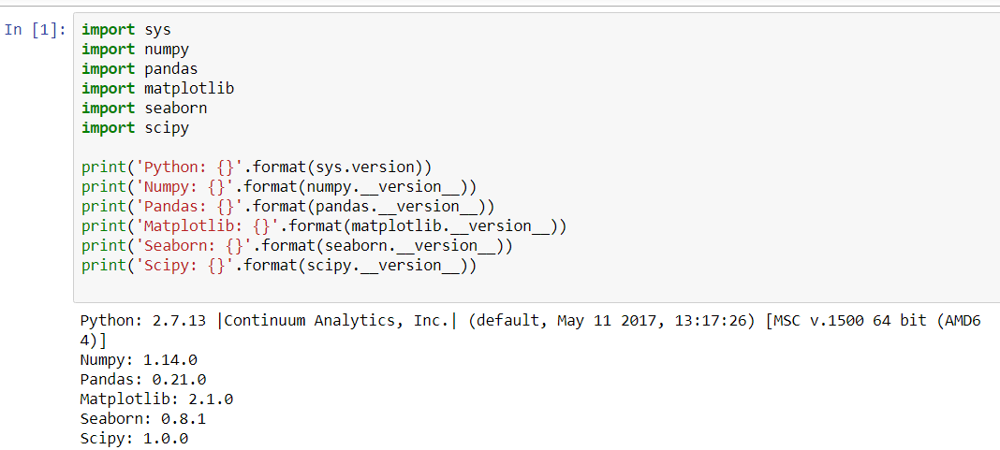 In [1]:
import sys
import numpy
import pandas
import matplotlib
import seaborn
import scipy
print('Python: {}'.format(sys.version))
print('Numpy: {}'.format(numpy.__version__))
print('Pandas: {}'.format(pandas.__version__))
print('Matplotlib: {}'.format(matplotlib.__version__))
print('Seaborn: {}'.format(seaborn.__version__))
print('Scipy: {}'.format(scipy.__version__))
Python: 2.7.13 |Continuum Analytics, Inc.| (default, May 11 2017, 13:17:26) [MSC v.1500 64 bit (AMD6
4)]
Numpy: 1.14.0
Pandas: 0.21.0
Matplotlib: 2.1.0
Seaborn: 0.8.1
Scipy: 1.0.0